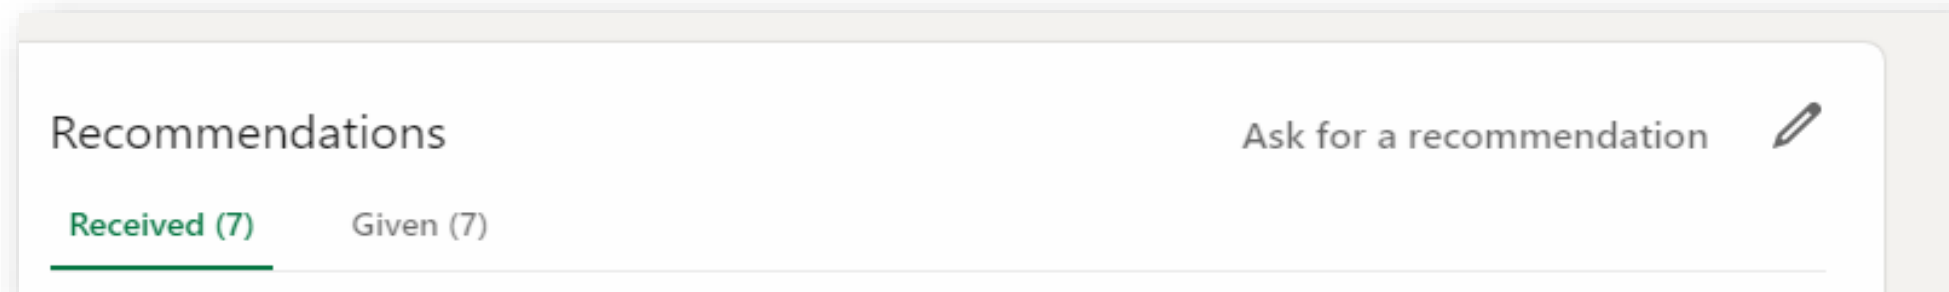 Recommendations
Ask for a recommendation
Received (7)
Given (7)